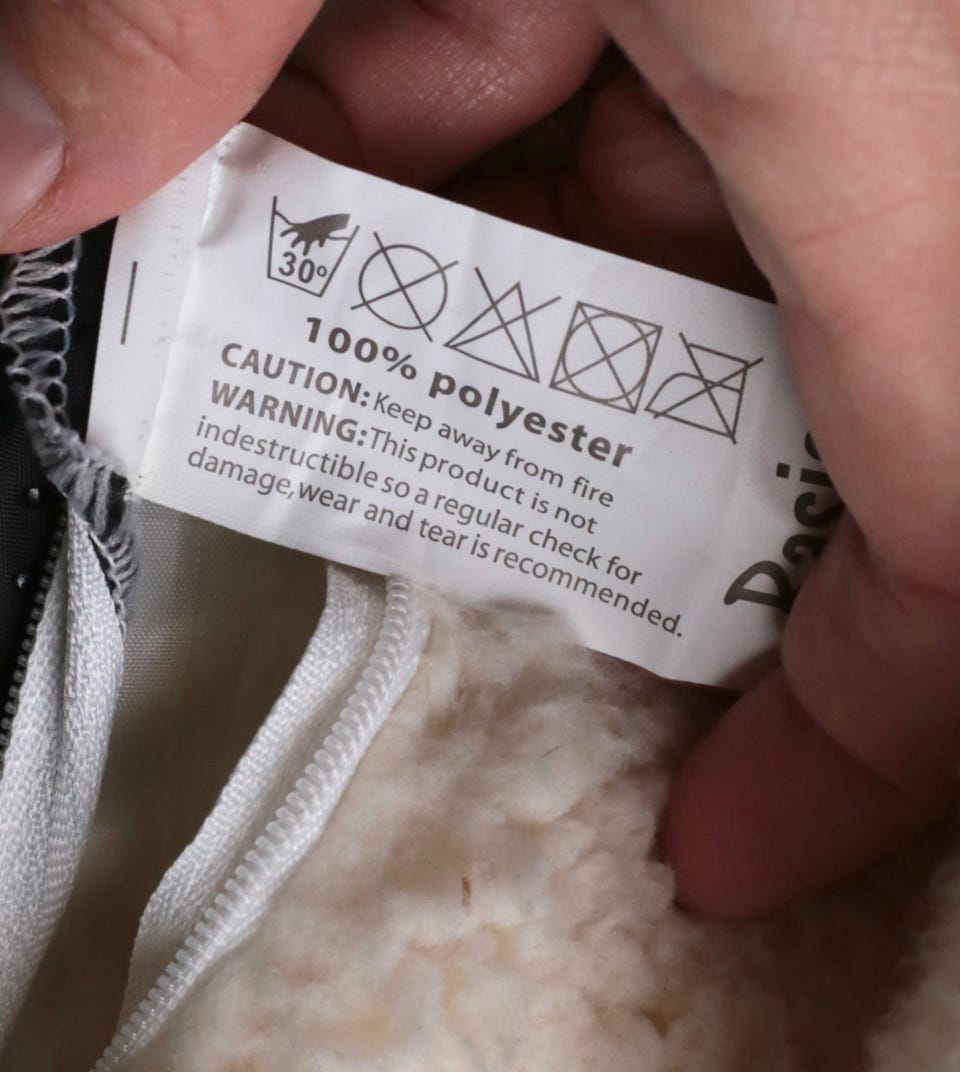 30°
100% polyester
CAUTION: Keep away from fire
WARNING:This product is not
indestructible so a regular check for
damage,wear and tear is recommended.